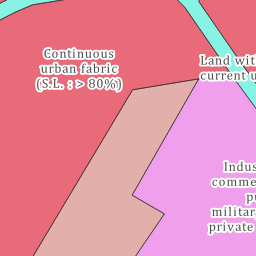 Continuous
urban fabric
(S.L. : > 80%)
Land wit
current u
Indus
comme
pu
militar
private